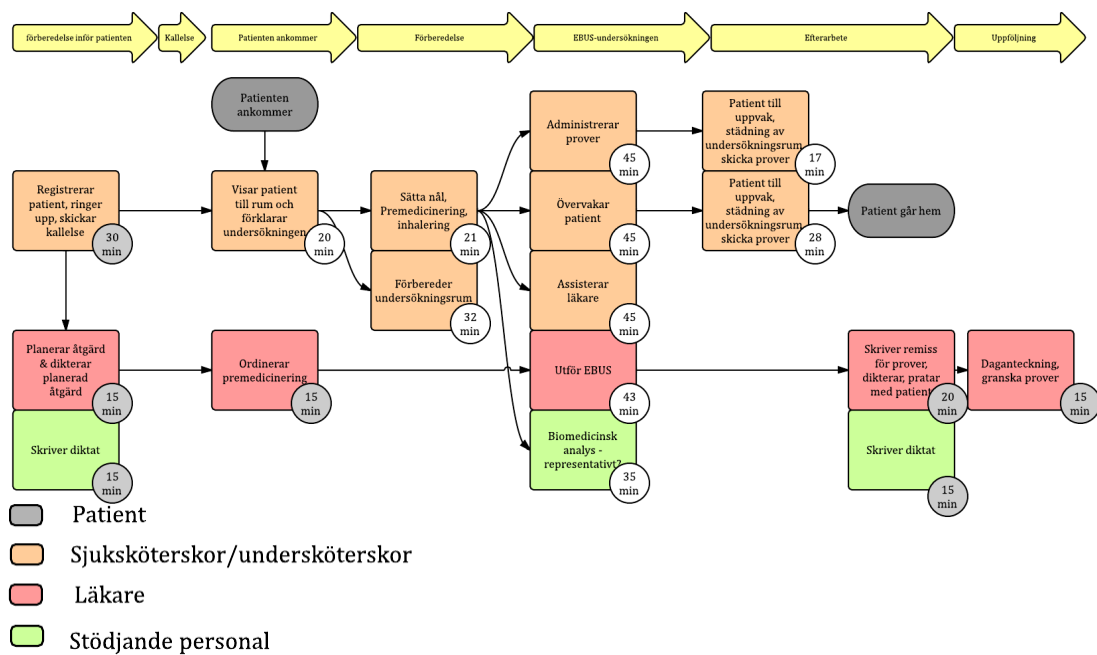 förberedelse inför patienten
Kallelse
Patienten ankommer
Förberedelse
EBUS-undersökningen
Efterarbete
Uppföljning
Patienten
ankommer
Administrerar
prover
45
min
Patient till
uppvak,
städning av
undersökningsrum
skicka prover
17
min
Registrerar
patient, ringer
upp, skickar
kallelse
30
min
Visar patient
till rum och
förklarar
undersökningen
20
min
Sätta nål,
Premedicinering,
inhalering
21
min
Övervakar
patient
45
min
Patient till
uppvak,
städning av
undersökningsrum
skicka prover
28
min
Patient går hem
Förbereder
undersökningsrum
32
min
Assisterar
läkare
45
min
Planerar åtgärd
& dikterar
planerad
åtgärd
15
min
Ordinerar
premedicinering
15
min
Utför EBUS
43
min
Skriver remiss
för prover,
dikterar, pratar
med patient
20
min
Daganteckning,
granska prover
15
min
Skriver diktat
15
min
Biomedicinsk
analys -
representativt?
35
min
Skriver diktat
15
min
Patient
Sjuksköterskor/undersköterskor
Läkare
Stödjande personal